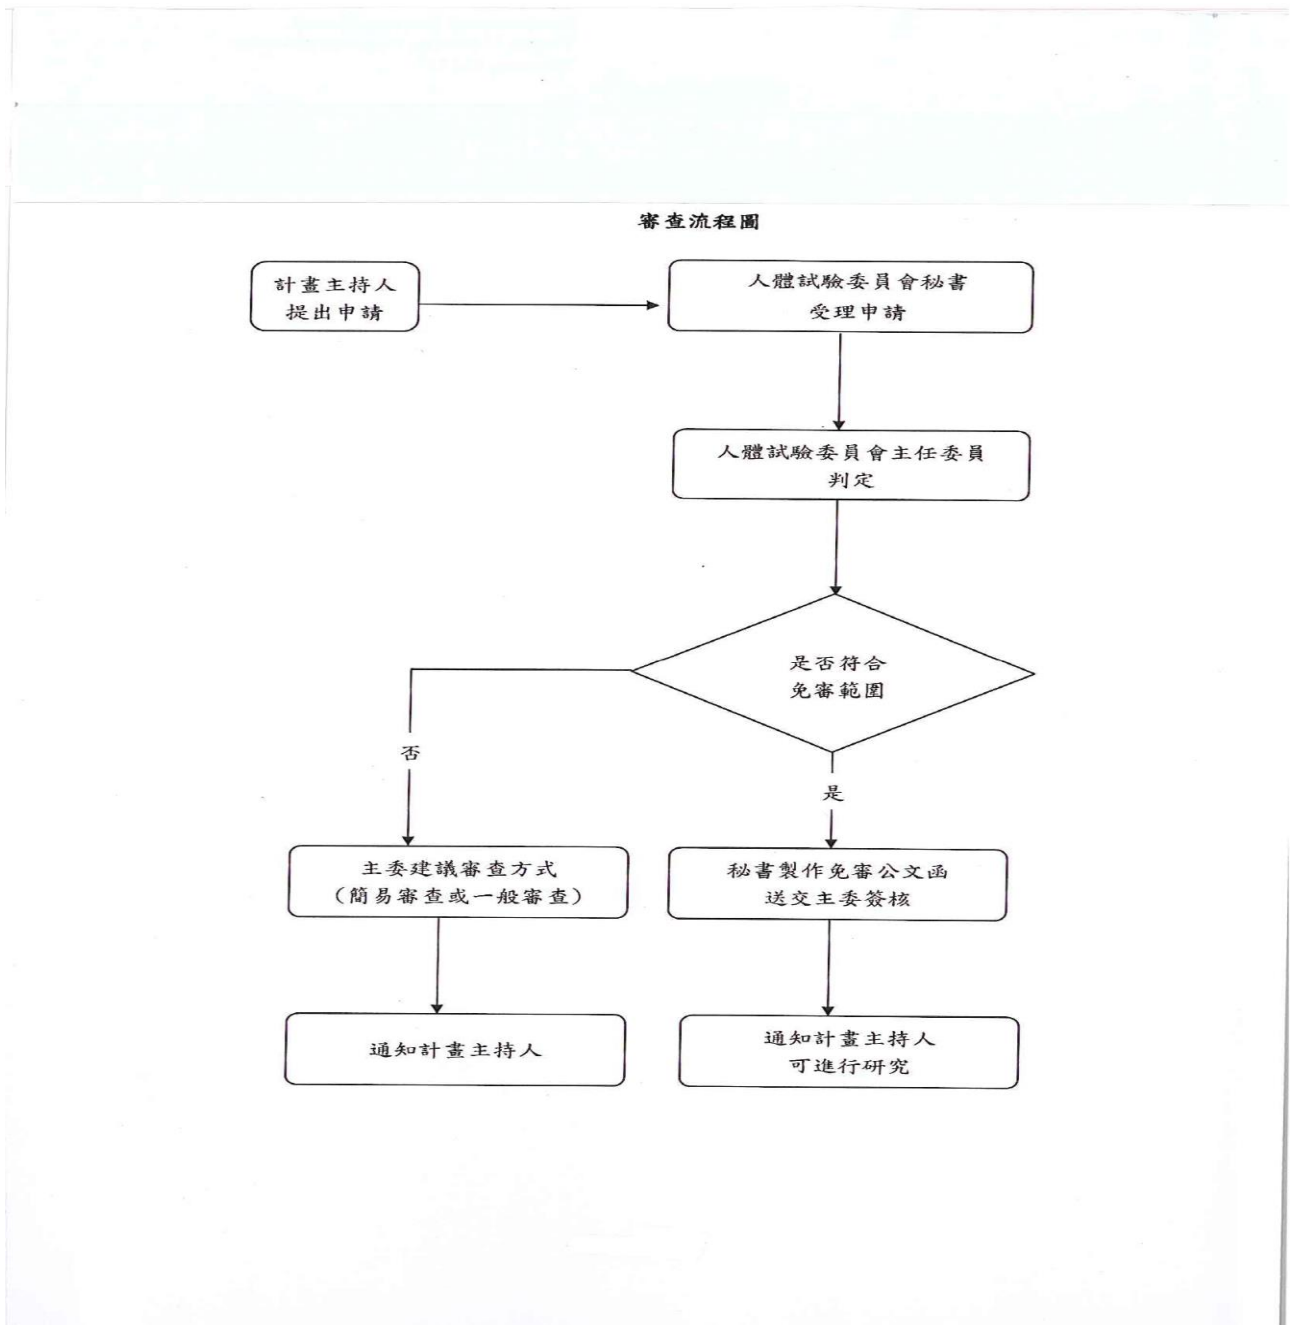 審查流程圖
計畫主持人
提出申請
人體試驗委員會秘書
受理申請
人體試驗委員會主任委員
判定
是否符合
免審範圍
否
是
主委建議審查方式
（簡易審查或一般審查）
秘書製作免審公文函
送交主委簽核
通知計畫主持人
通知計畫主持人
可進行研究